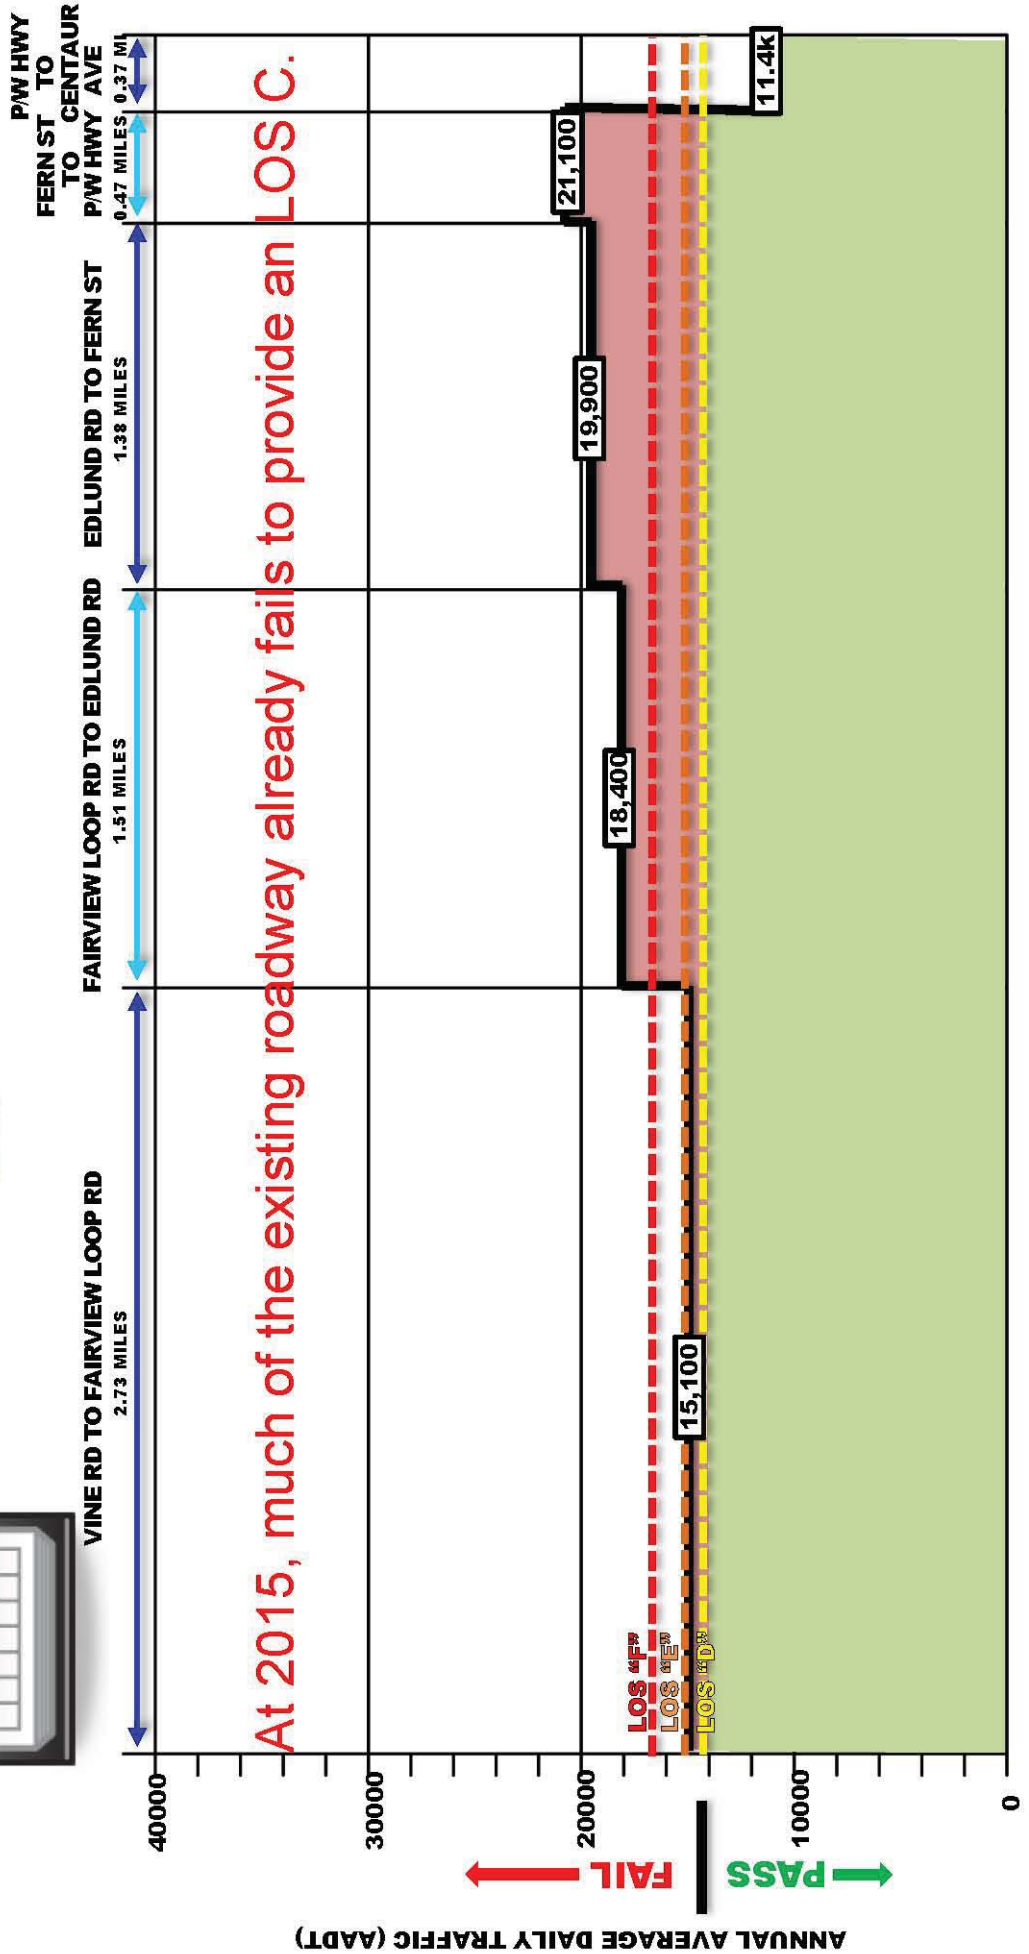 P/W HWY
TO
CENTAUR
AVE
0.37 MI
FERN ST
TO
P/W HWY
0.47 MILES
EDLUND RD TO FERN ST
1.38 MILES
FAIRVIEW LOOP RD TO EDLUND RD
1.51 MILES
VINE RD TO FAIRVIEW LOOP RD
2.73 MILES
At 2015, much of the existing roadway already fails to provide an LOS C.
40000
30000
20000
10000
0
ANNUAL AVERAGE DAILY TRAFFIC (AADT)
FAIL
PASS
LOS “F”
LOS “E”
LOS “D”
15,100
18,400
19,900
21,100
11.4k